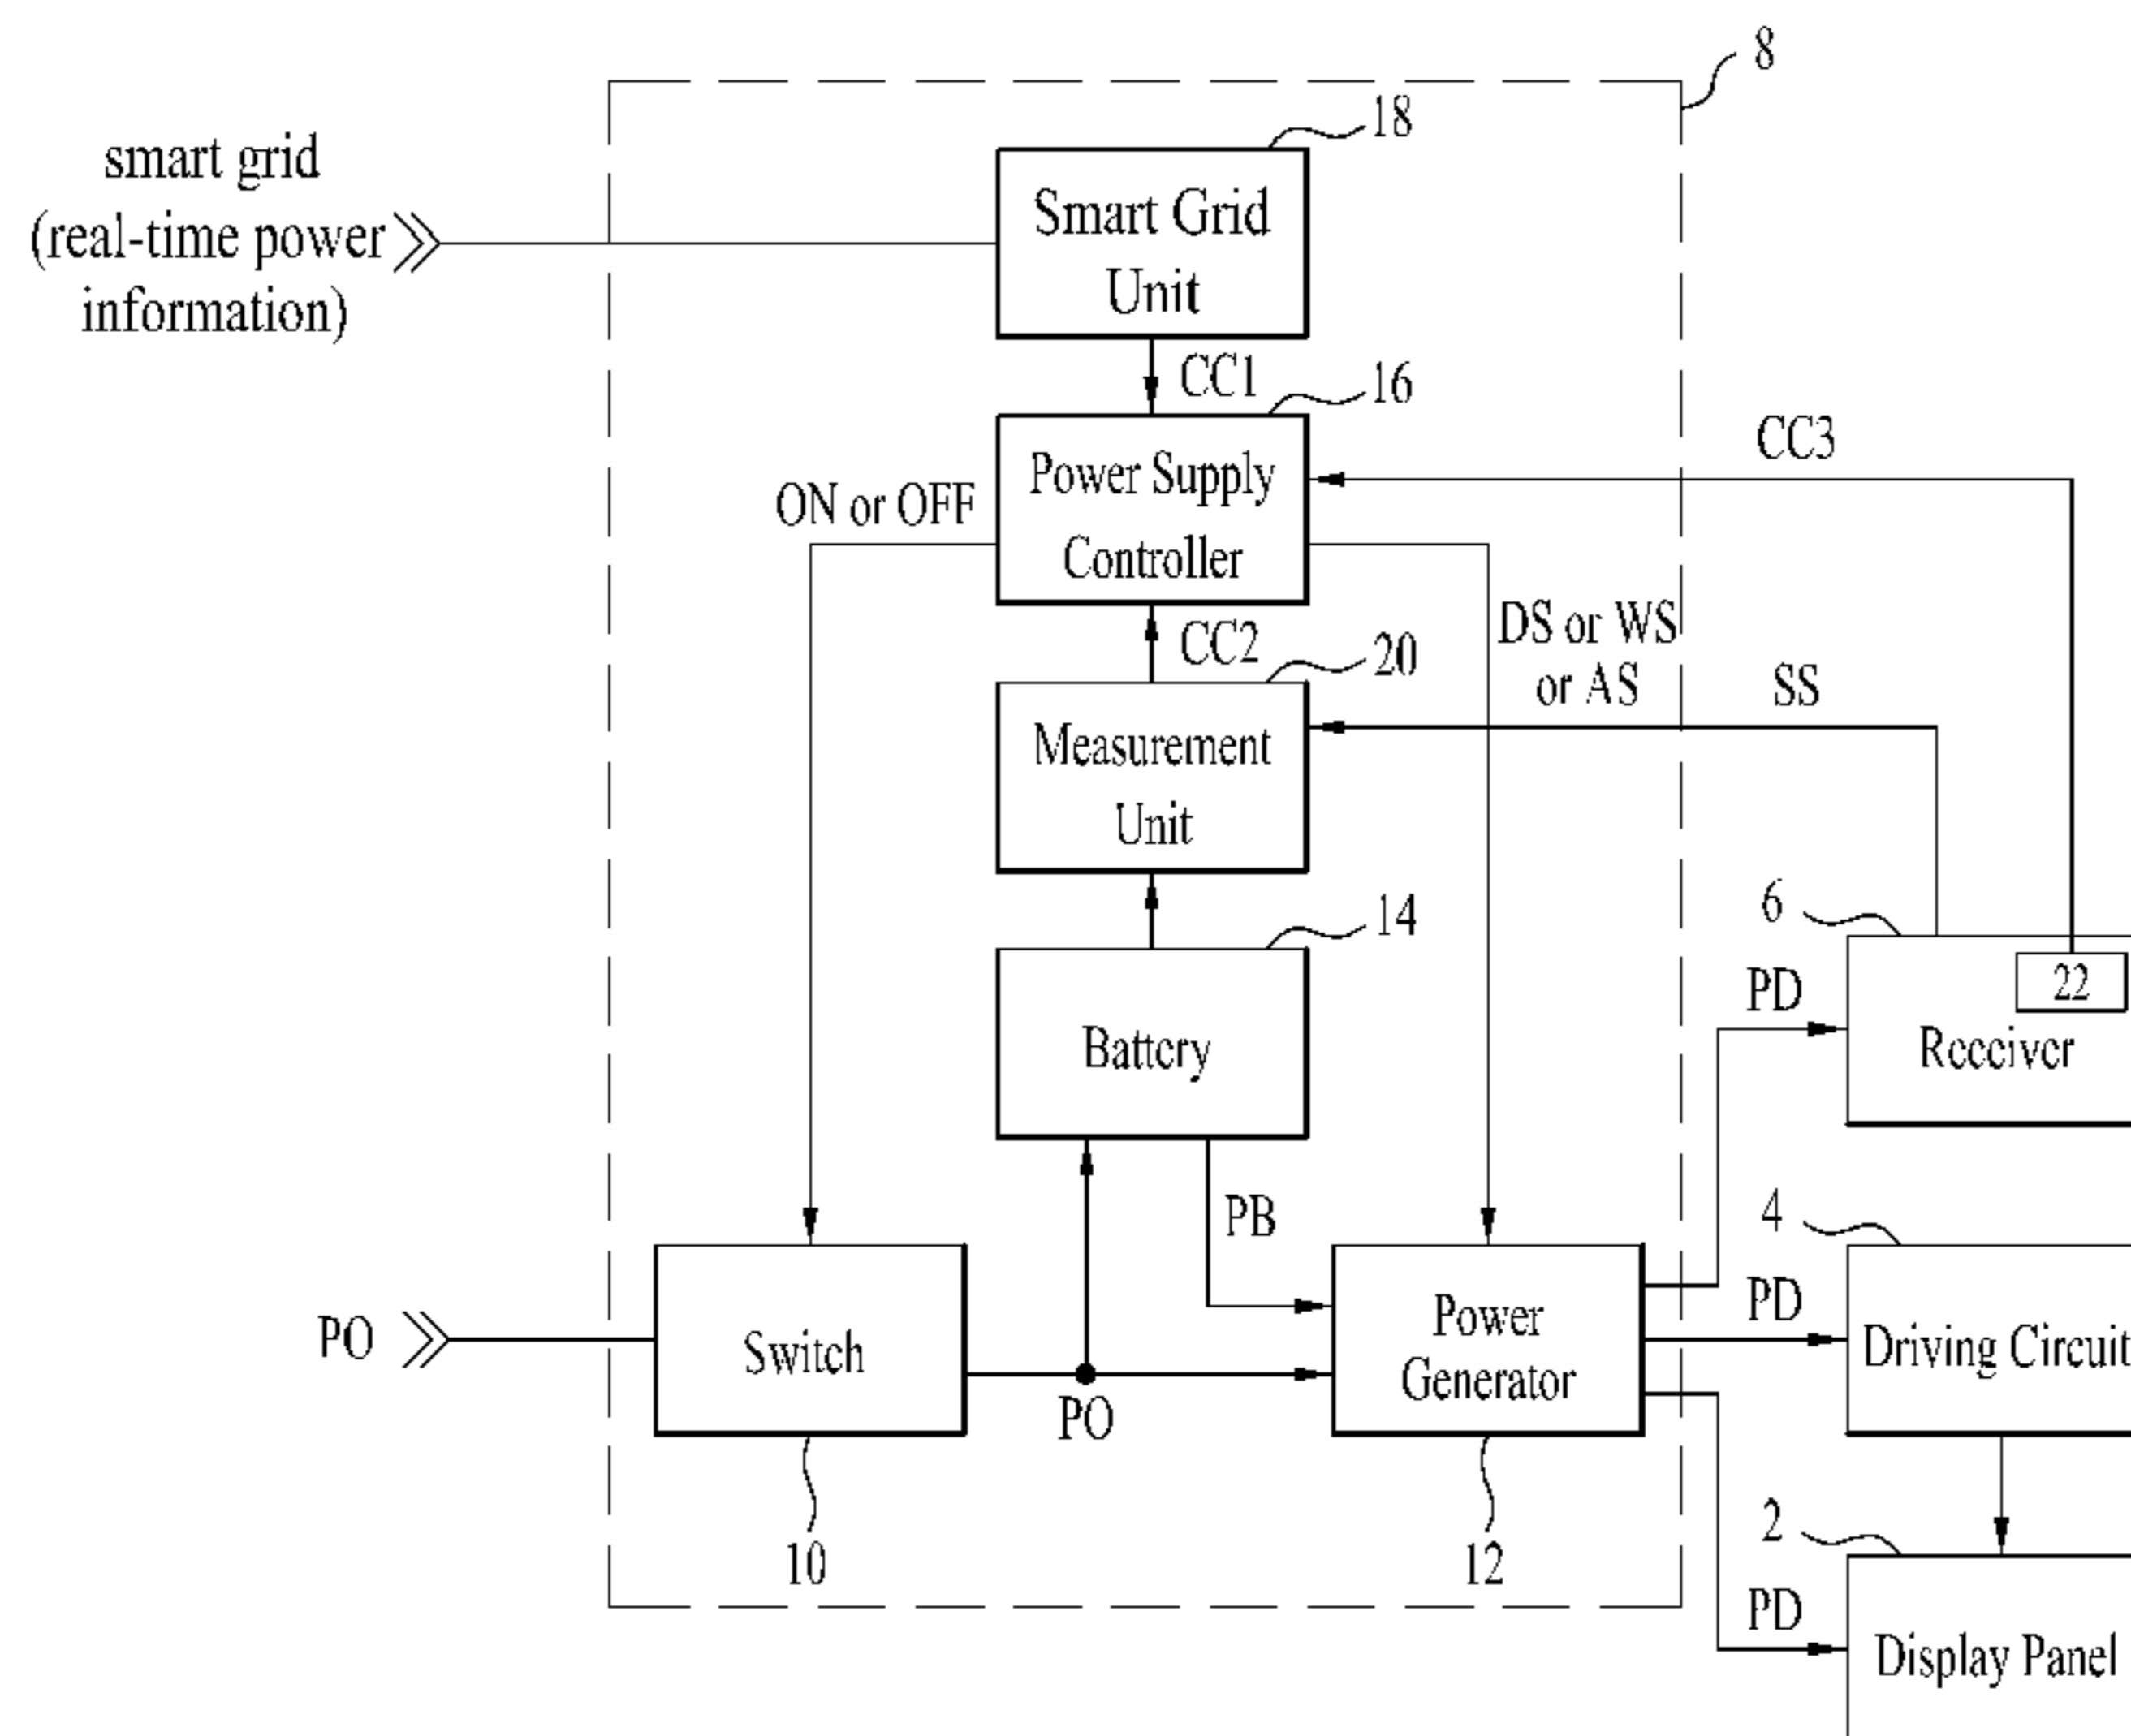 8
18
smart grid
(real-time power
information)
Smart Grid
Unit
CC1
16
CC3
ON or OFF
Power Supply
Controller
CC2
20
DS or WS
or AS
SS
Measurement
Unit
14
6
PD
22
Battery
Receiver
PB
4
PD
PO
Switch
Power
Generator
Driving Circuit
PO
10
12
2
PD
Display Panel